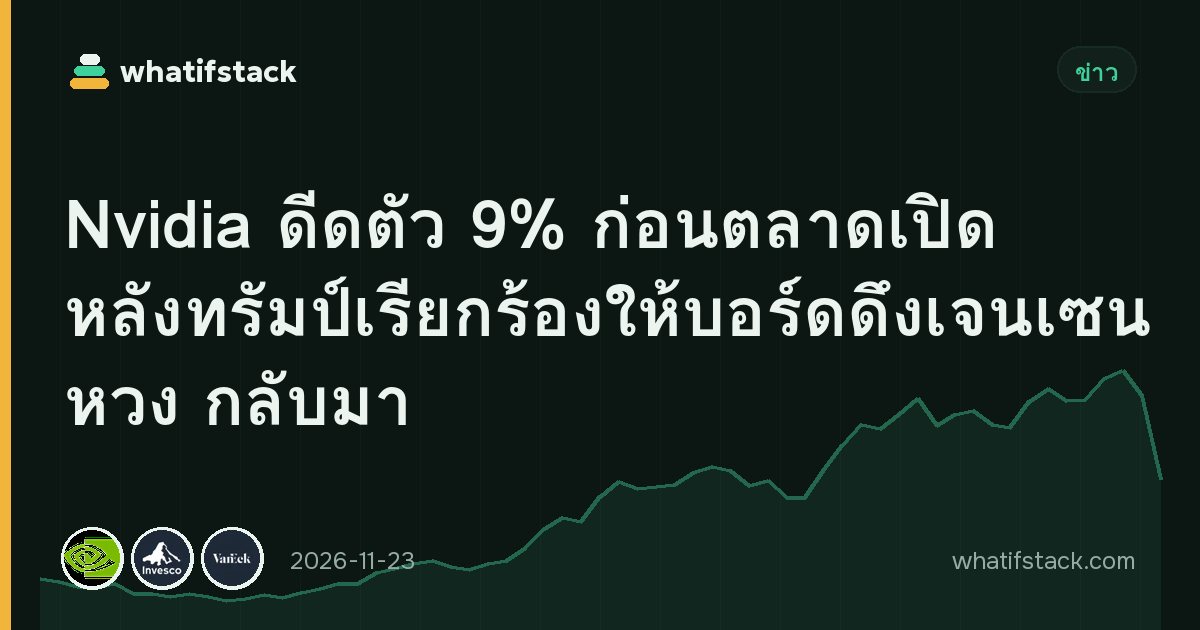 whatifstack
ข่าว
Nvidia ดีดตัว 9% ก่อนตลาดเปิด
หลังทรัมป์เรียกร้องให้บอร์ดดึงเจนเซน
หวง กลับมา
Invesco
VanEck
2026-11-23
whatifstack.com